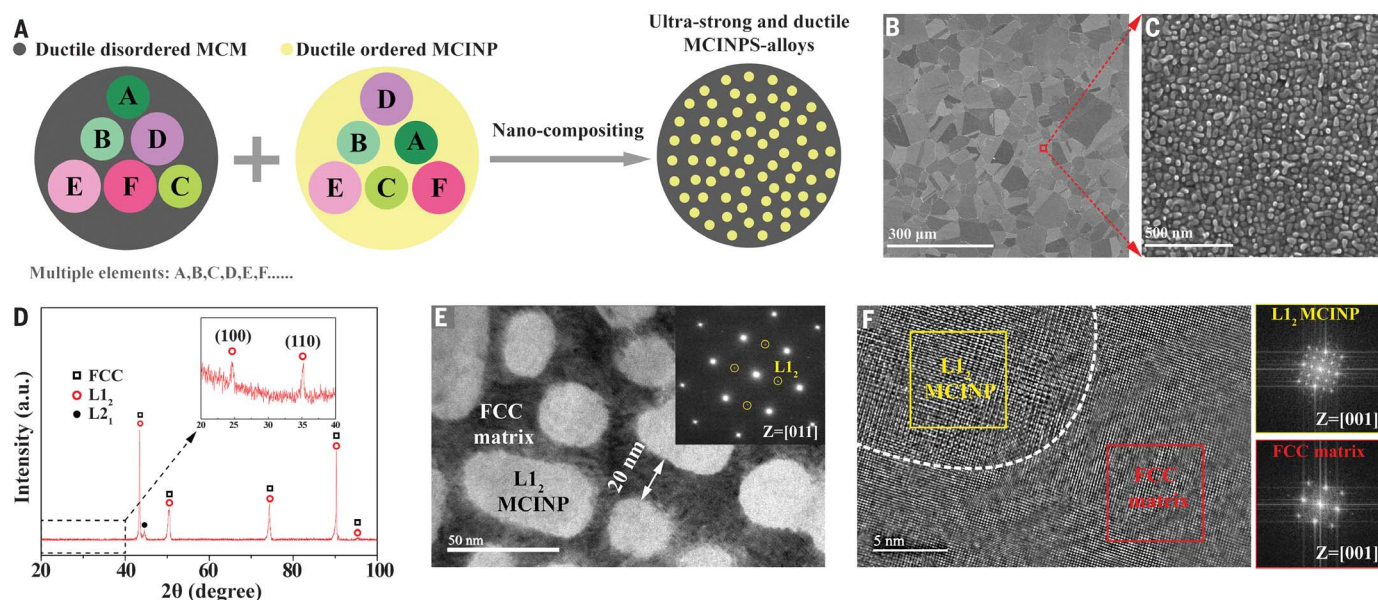 A
Ductile disordered MCM
Ductile ordered MCINP
Ultra-strong and ductile
MCINPS-alloys
A
B
D
E
F
C
+
D
B
A
E
C
F
Nano-compositing
Multiple elements: A,B,C,D,E,F......
B
300 μm
C
500 nm
D
Intensity (a.u.)
2θ (degree)
20
40
60
80
100
FCC
L1₂
L2₁
(100)
(110)
20
25
30
35
40
E
FCC
matrix
L1₂
MCINP
20 nm
50 nm
L1₂
Z=[011]
F
L1₂
MCINP
FCC
matrix
5 nm
L1₂ MCINP
Z=[001]
FCC matrix
Z=[001]